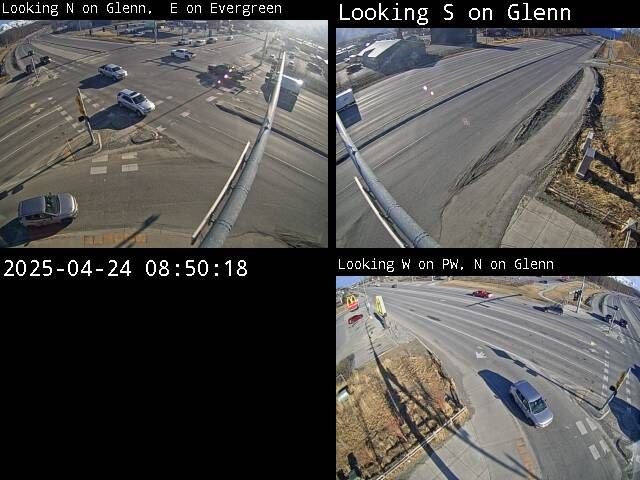 Looking N on Glenn,  E on Evergreen
Looking S on Glenn
2025-04-24 08:50:18
Looking W on PW, N on Glenn